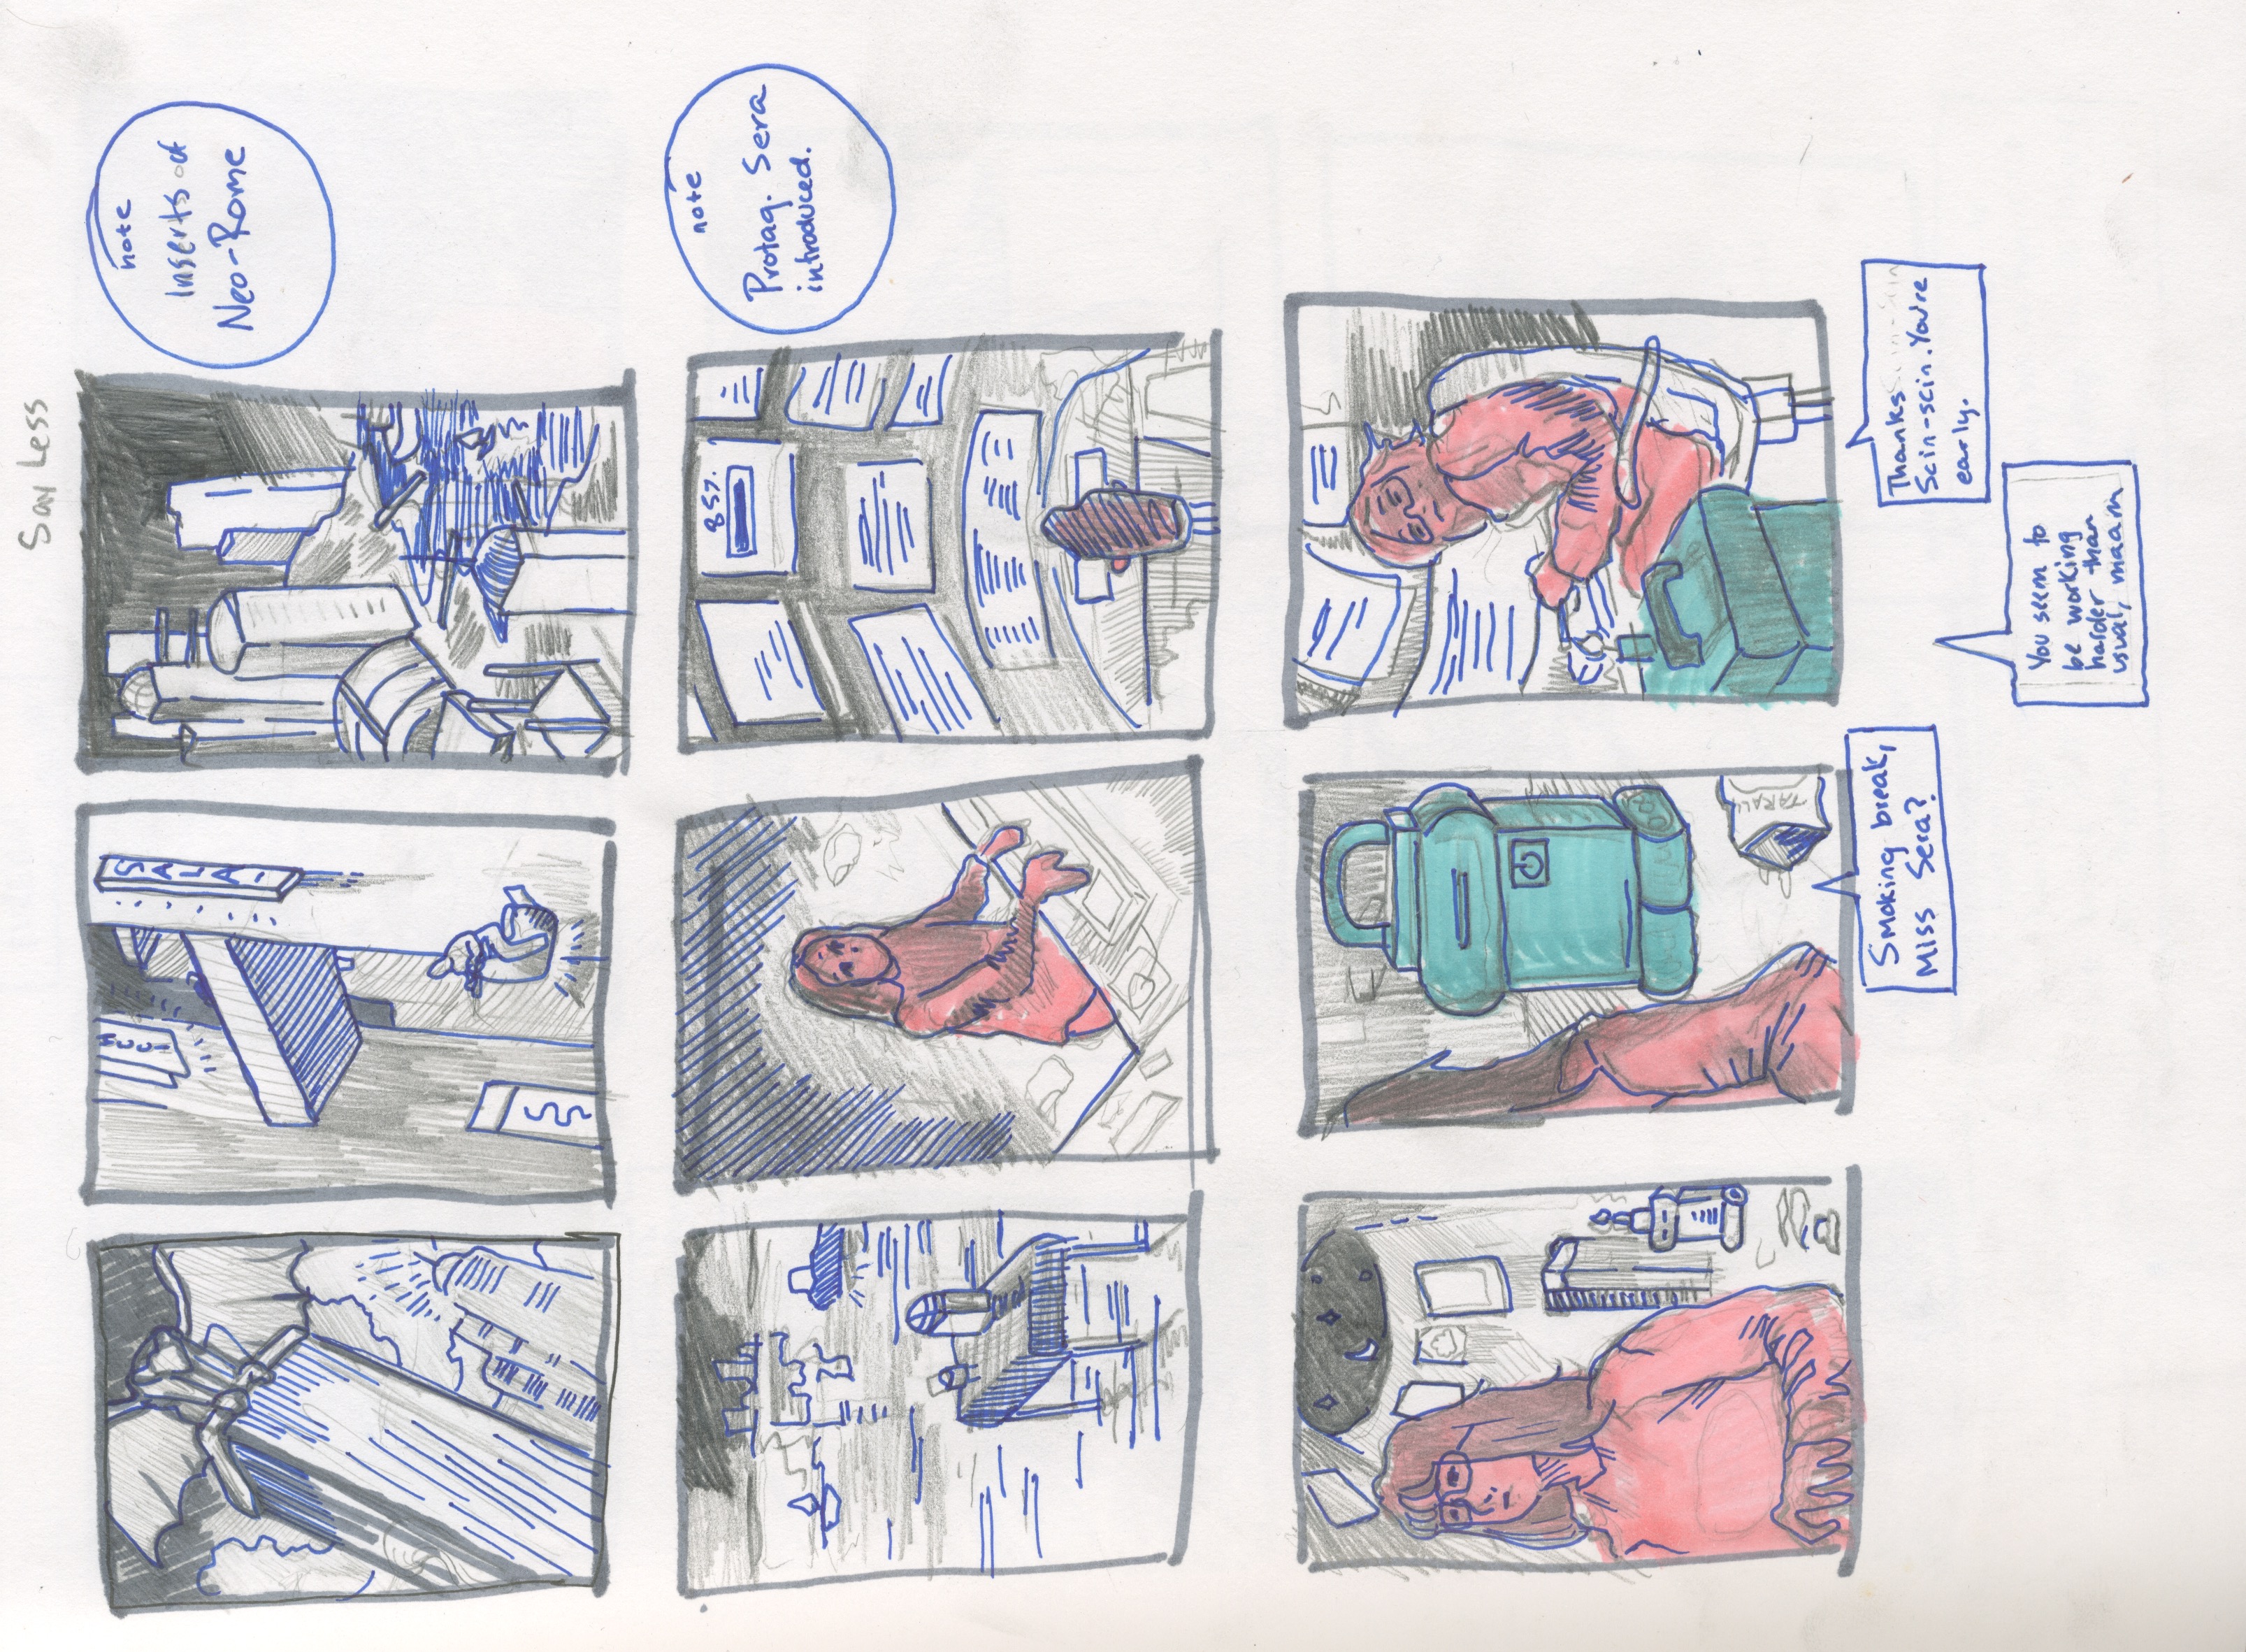 Say Less
note
Inserts of
Neo-Rome
note
Protag. Sera
introduced.
Smoking break,
Miss Sera?
Thanks
Scin-scin. You're
early.
You seem to
be working
harder than
usual, maam